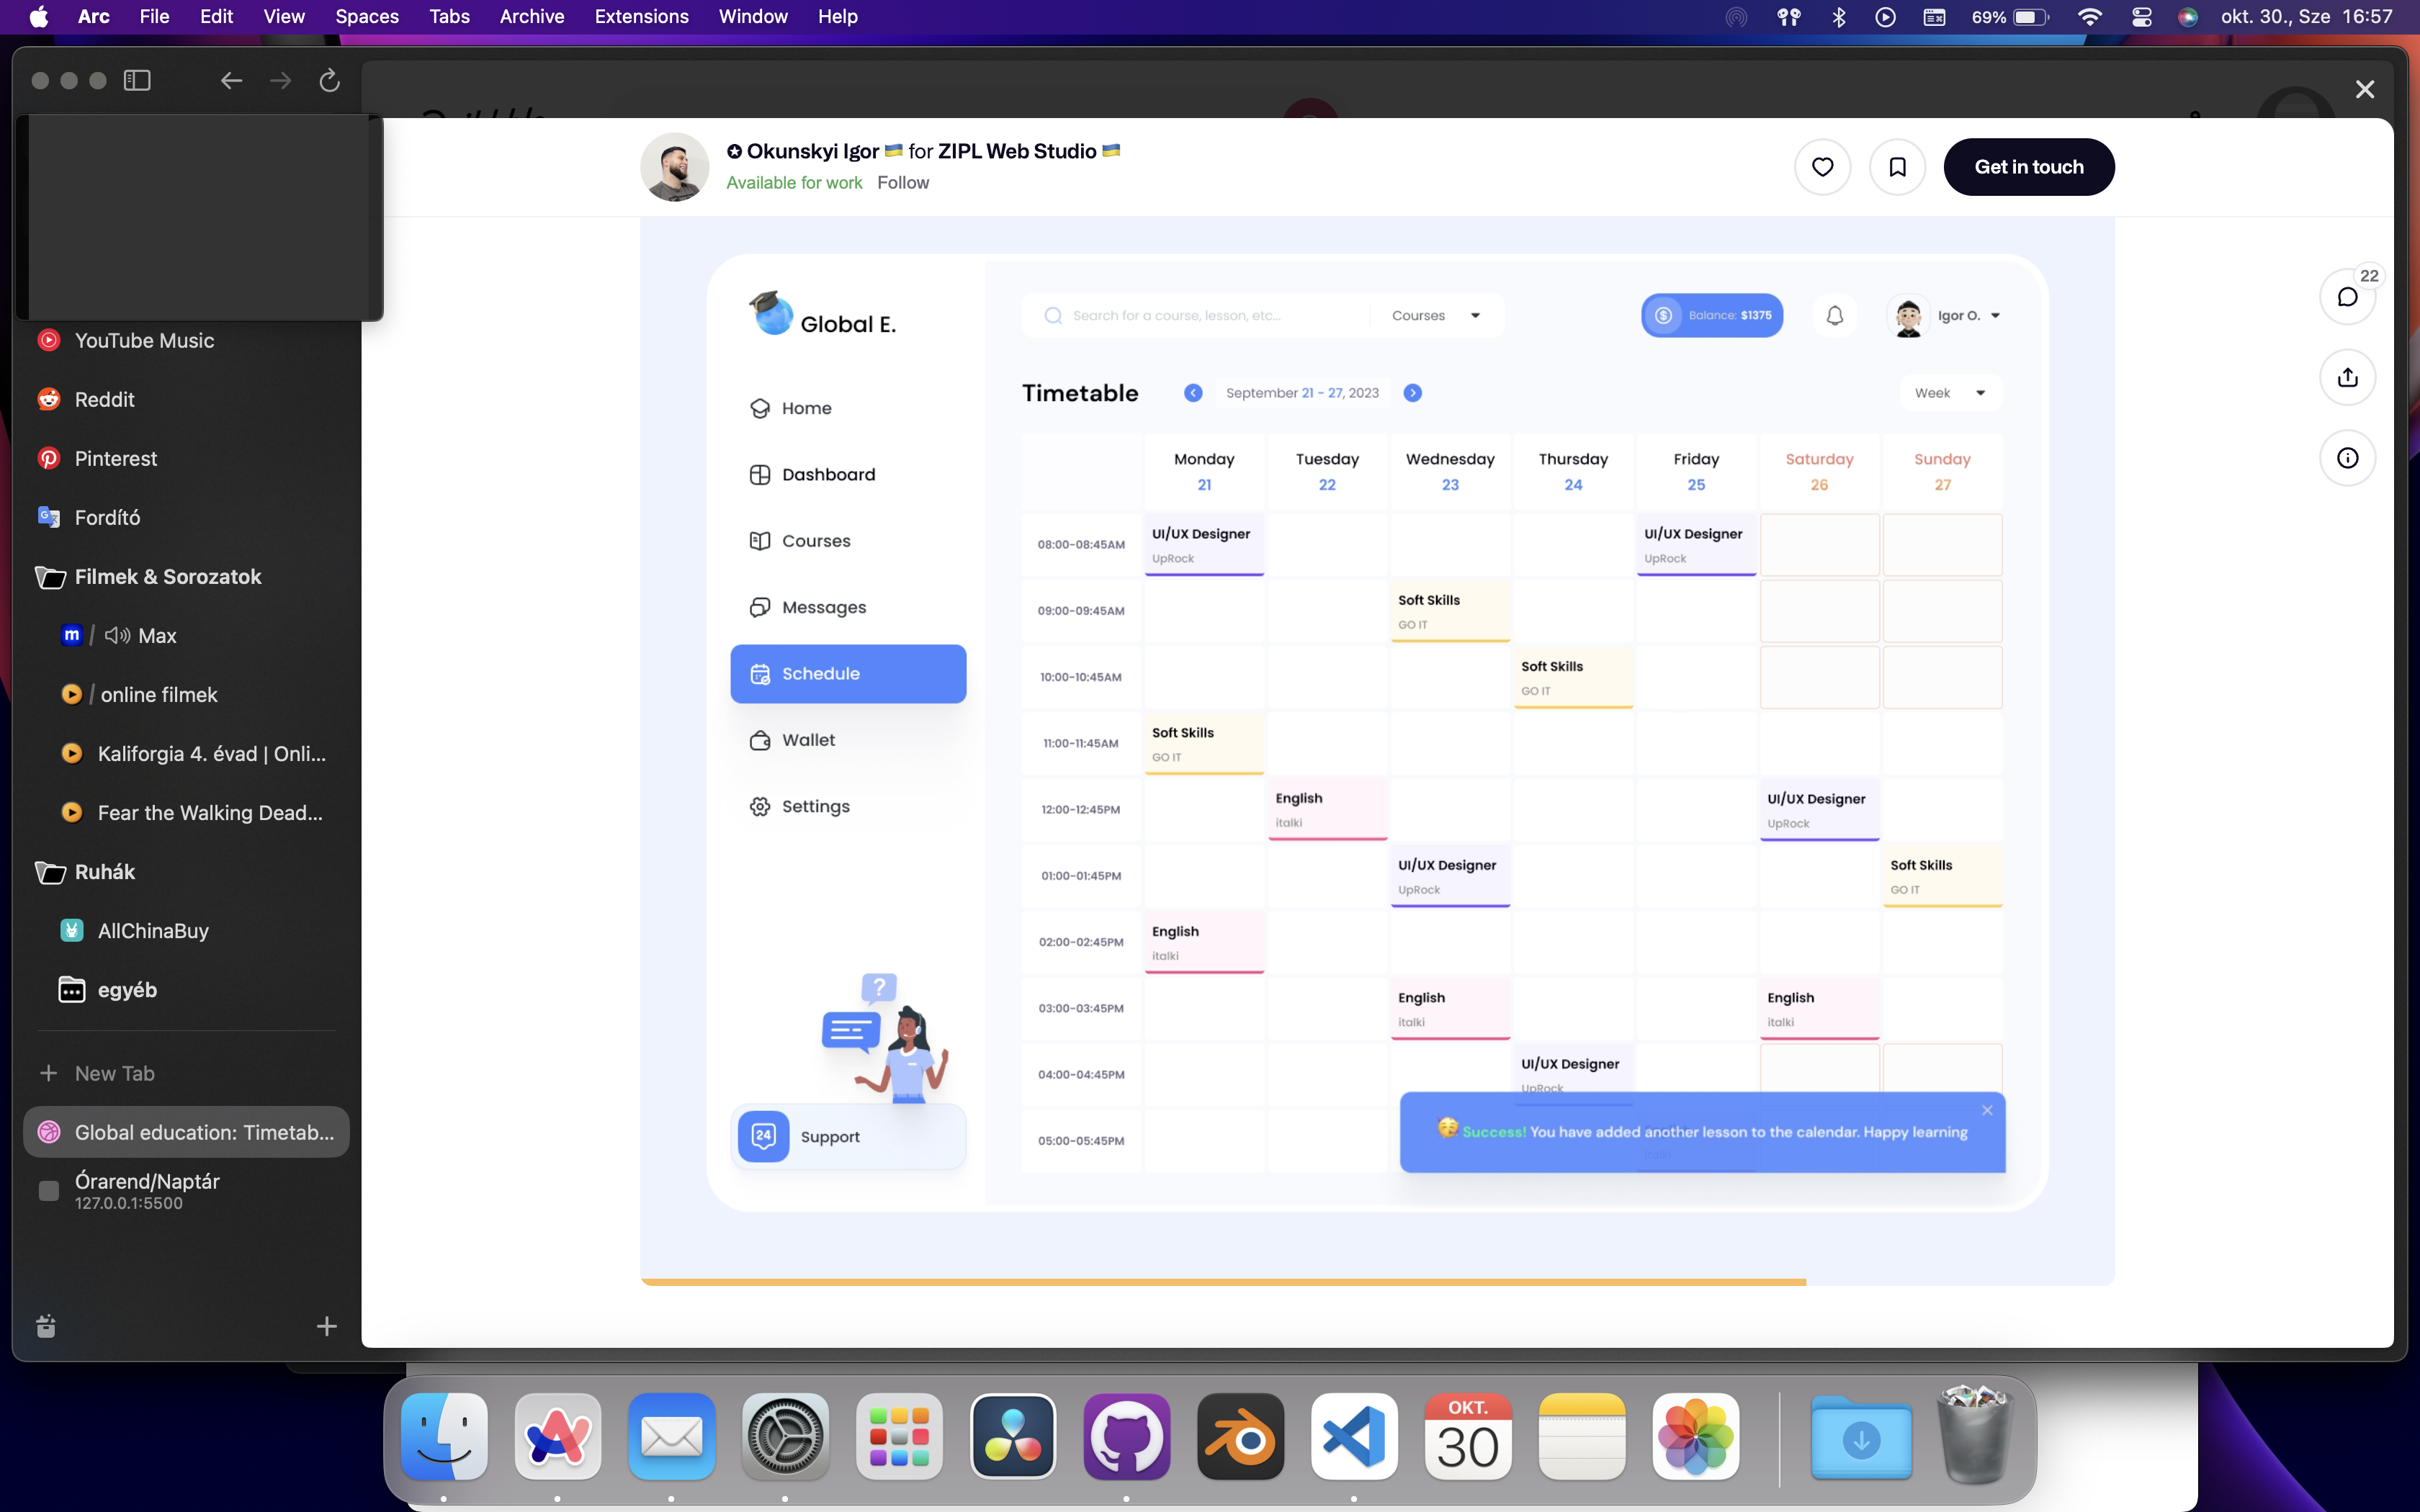 Arc File Edit View Spaces Tabs Archive Extensions Window Help
69% okt. 30., Sze 16:57
Okunskyi Igor for ZIPL Web Studio
Available for work Follow
Get in touch
22
YouTube Music
Reddit
Pinterest
Fordító
Filmek & Sorozatok
m / Max
/ online filmek
Kaliforgia 4. évad | Onli...
Fear the Walking Dead...
Ruhák
AllChinaBuy
egyéb
New Tab
Global education: Timetab...
Órarend/Naptár
127.0.0.1:5500
Global E.
Home
Dashboard
Courses
Messages
Schedule
Wallet
Settings
?
24 Support
Search for a course, lesson, etc... Courses
$ Balance: $1375
Igor O.
Timetable September 21 - 27, 2023 Week
Monday Tuesday Wednesday Thursday Friday Saturday Sunday
21 22 23 24 25 26 27
08:00-08:45AM
UI/UX Designer
UpRock
UI/UX Designer
UpRock
09:00-09:45AM
Soft Skills
GO IT
10:00-10:45AM
Soft Skills
GO IT
11:00-11:45AM
Soft Skills
GO IT
12:00-12:45PM
English
italki
UI/UX Designer
UpRock
01:00-01:45PM
UI/UX Designer
UpRock
Soft Skills
GO IT
02:00-02:45PM
English
italki
03:00-03:45PM
English
italki
English
italki
04:00-04:45PM
UI/UX Designer
UpRock
05:00-05:45PM
Success! You have added another lesson to the calendar. Happy learning
OKT.
30